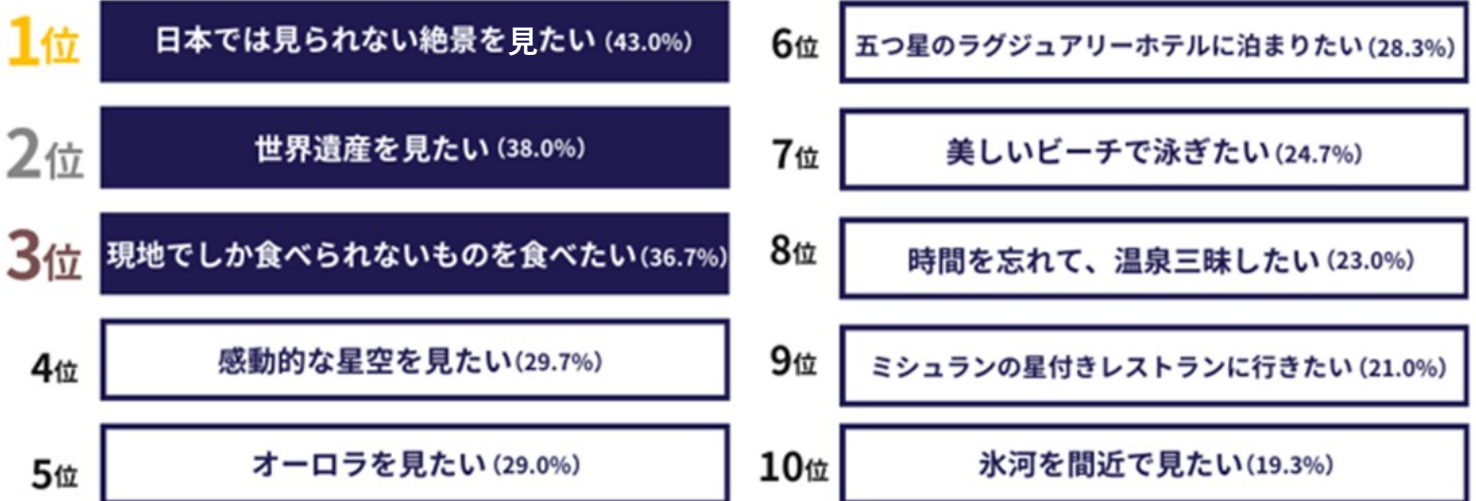 1位 日本では見られない絶景を見たい (43.0%)
2位 世界遺産を見たい (38.0%)
3位 現地でしか食べられないものを食べたい (36.7%)
4位 感動的な星空を見たい (29.7%)
5位 オーロラを見たい (29.0%)
6位 五つ星のラグジュアリーホテルに泊まりたい (28.3%)
7位 美しいビーチで泳ぎたい (24.7%)
8位 時間を忘れて、温泉三昧したい (23.0%)
9位 ミシュランの星付きレストランに行きたい (21.0%)
10位 氷河を間近で見たい (19.3%)